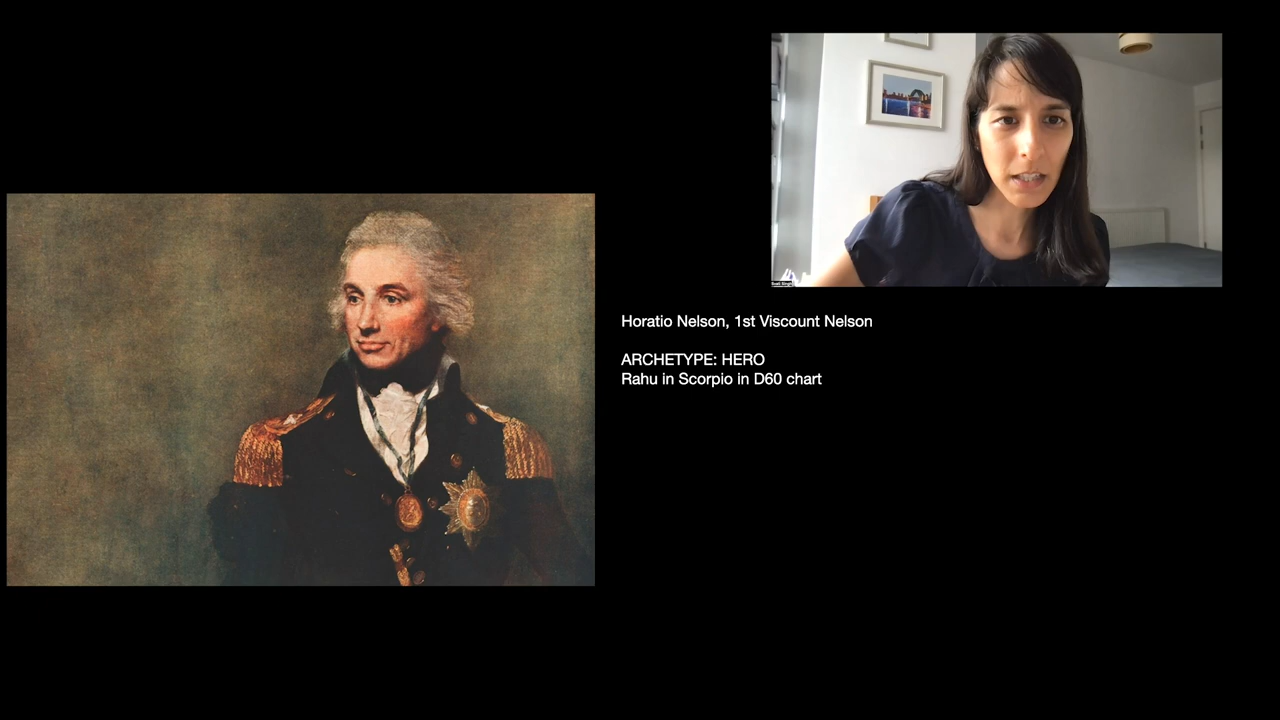 Horatio Nelson, 1st Viscount Nelson
ARCHETYPE: HERO
Rahu in Scorpio in D60 chart